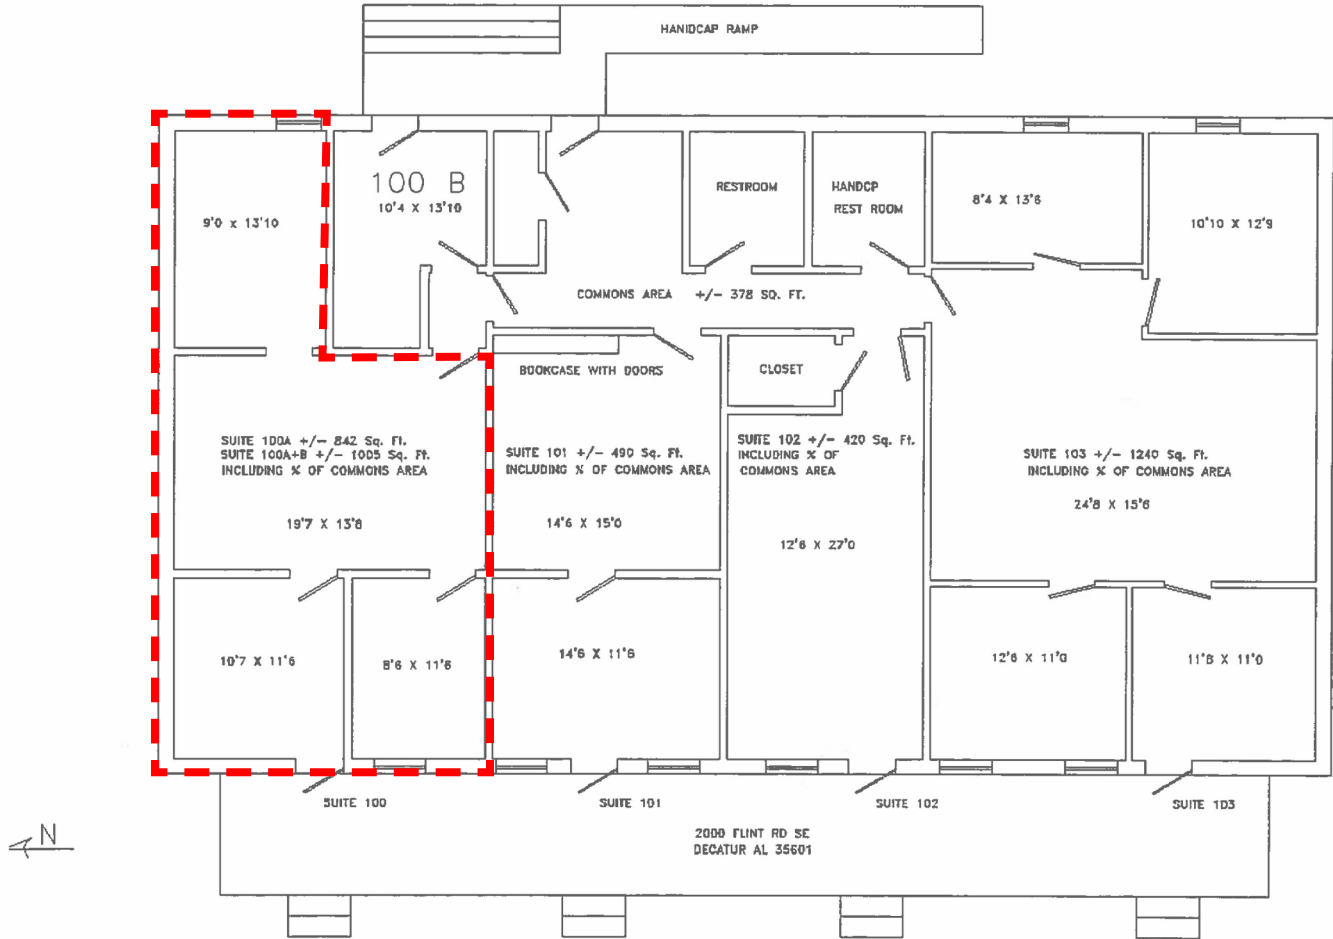 HANIDCAP RAMP
100 B
10'4 X 13'10
9'0 x 13'10
RESTROOM
HANDCP
REST ROOM
8'4 X 13'6
10'10 X 12'9
COMMONS AREA +/- 378 SQ. FT.
BOOKCASE WITH DOORS
CLOSET
SUITE 100A +/- 842 Sq. Ft.
SUITE 100A+B +/- 1005 Sq. Ft.
INCLUDING % OF COMMONS AREA
19'7 X 13'8
SUITE 101 +/- 490 Sq. Ft.
INCLUDING % OF COMMONS AREA
14'6 X 15'0
SUITE 102 +/- 420 Sq. Ft.
INCLUDING % OF
COMMONS AREA
12'6 X 27'0
SUITE 103 +/- 1240 Sq. Ft.
INCLUDING % OF COMMONS AREA
24'8 X 15'6
10'7 X 11'6
8'6 X 11'6
14'6 X 11'6
12'6 X 11'0
11'8 X 11'0
SUITE 100
SUITE 101
SUITE 102
SUITE 103
N
2000 FLINT RD SE
DECATUR AL 35601